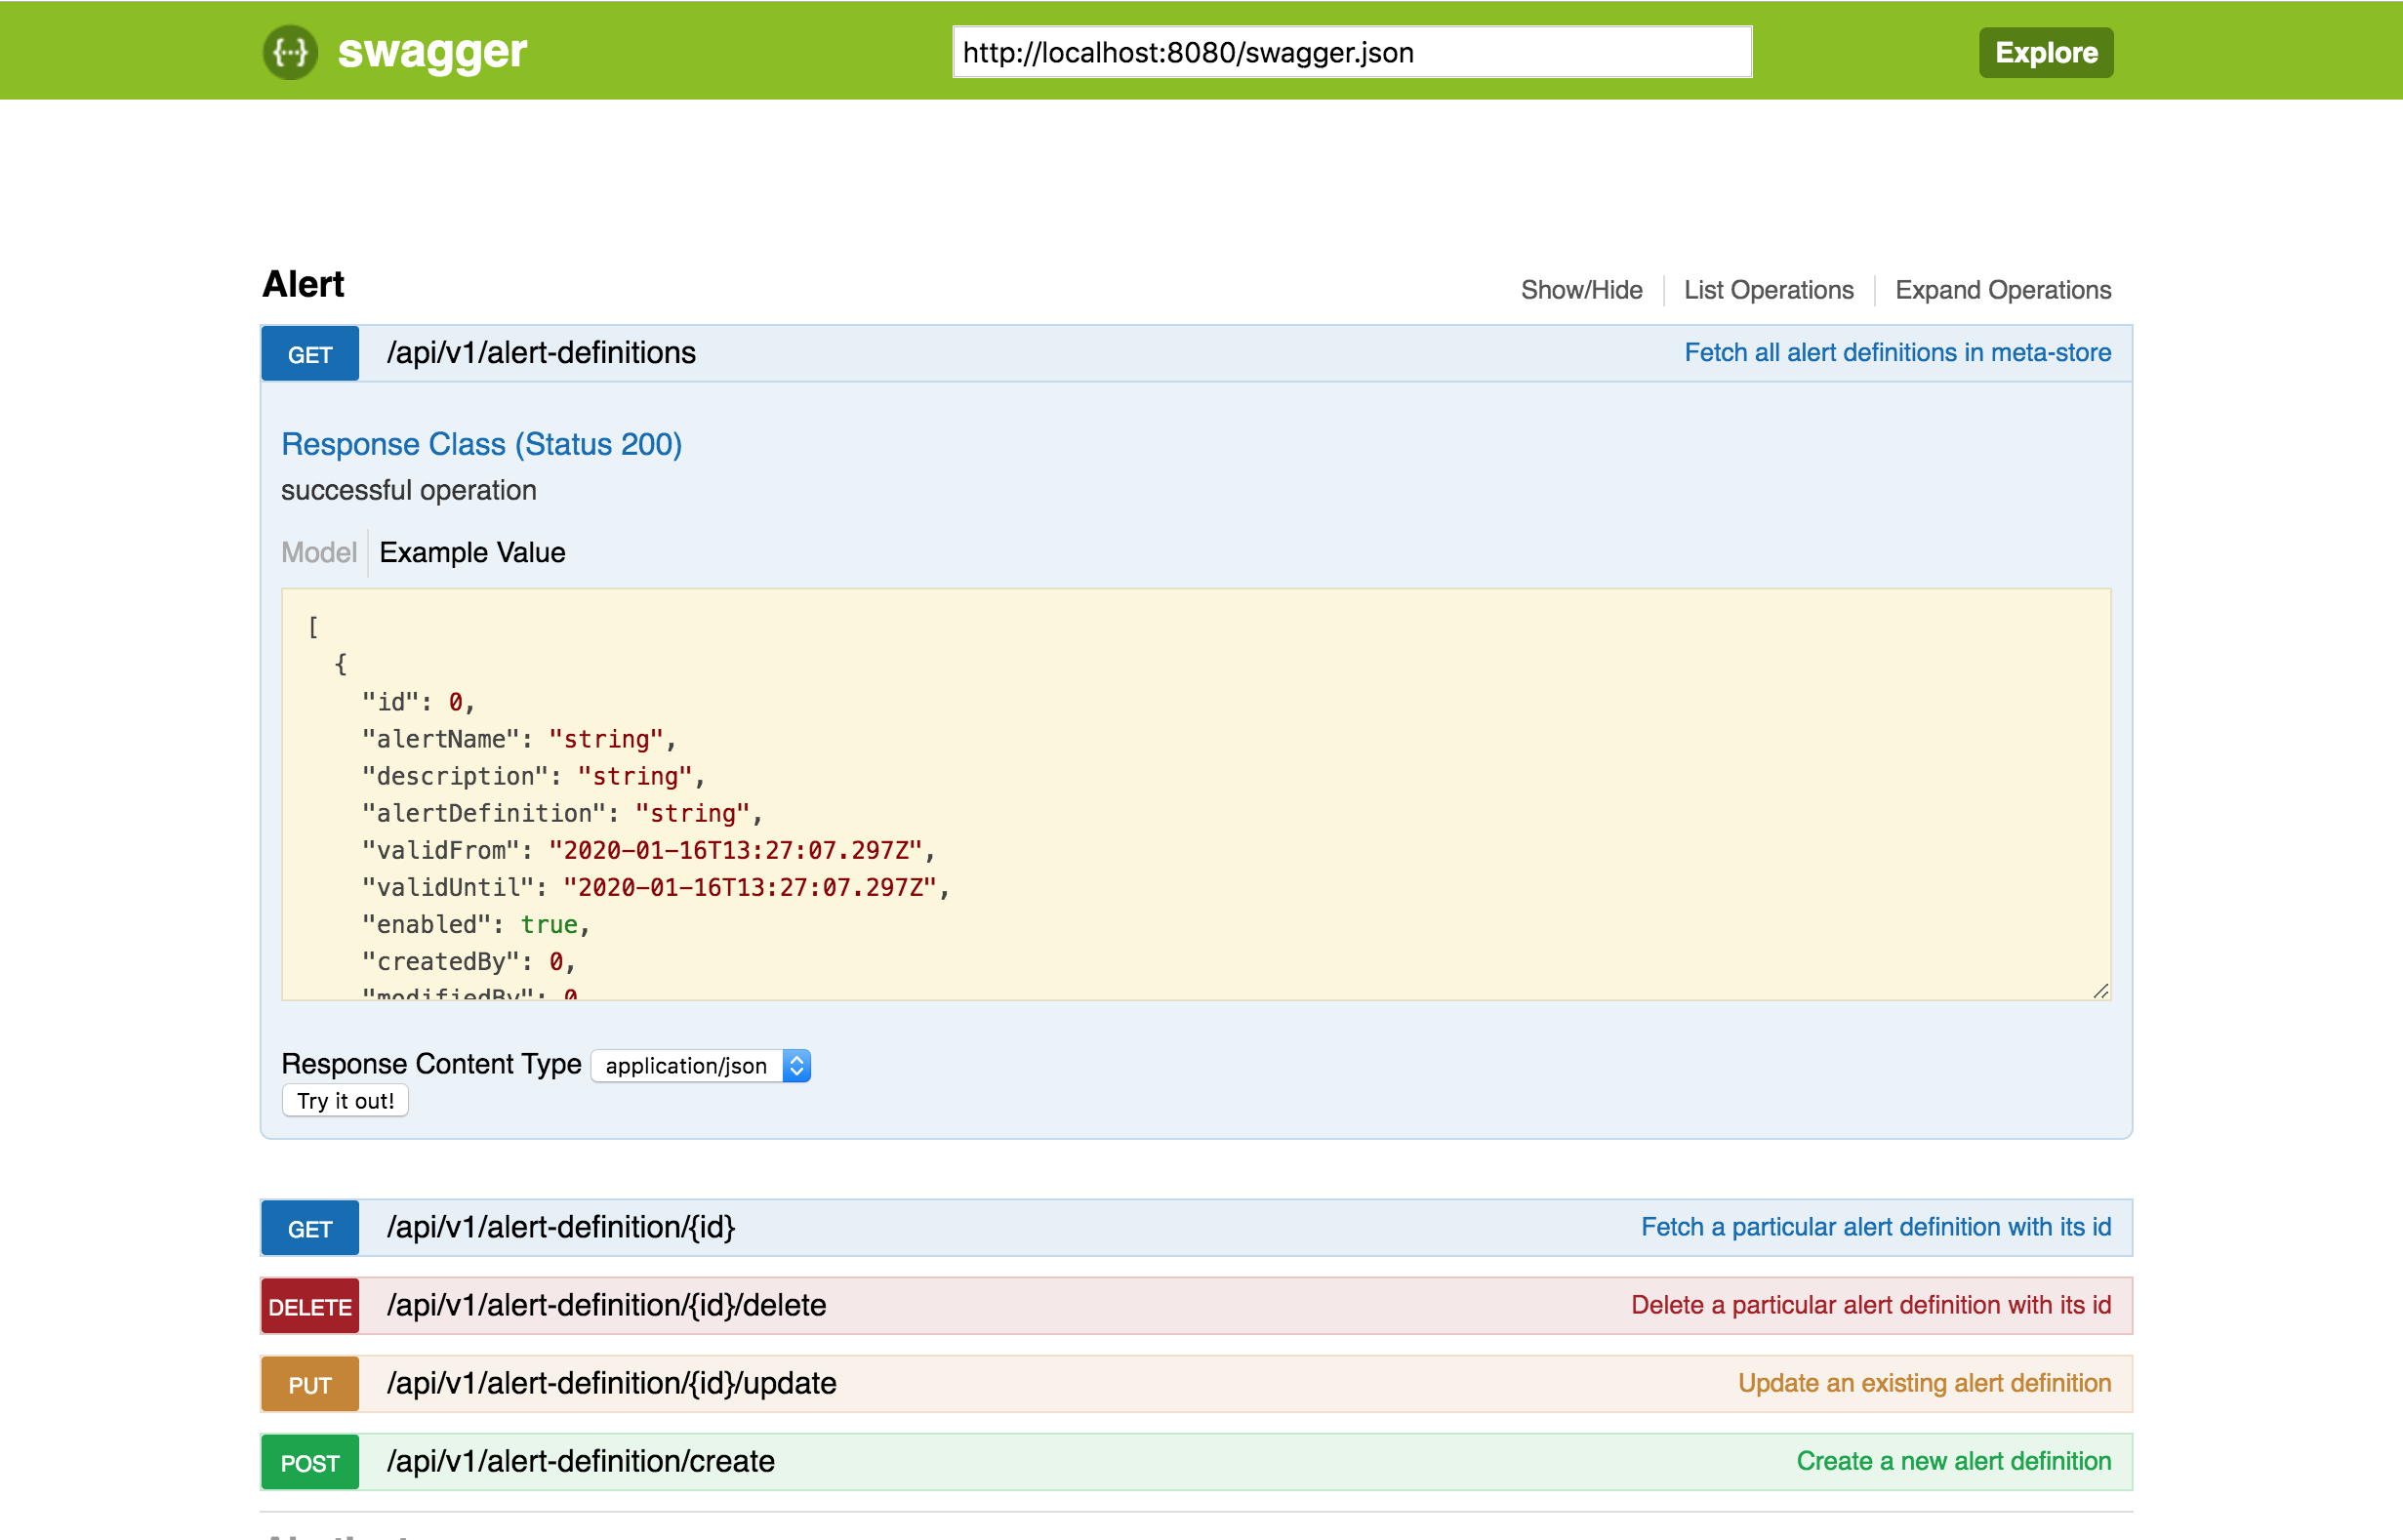 {···} swagger
http://localhost:8080/swagger.json
Explore
Alert
Show/Hide
List Operations
Expand Operations
GET
/api/v1/alert-definitions
Fetch all alert definitions in meta-store
Response Class (Status 200)
successful operation
Model
Example Value
[
{
"id": 0,
"alertName": "string",
"description": "string",
"alertDefinition": "string",
"validFrom": "2020-01-16T13:27:07.297Z",
"validUntil": "2020-01-16T13:27:07.297Z",
"enabled": true,
"createdBy": 0,
"modifiedBy": 0
Response Content Type
application/json
Try it out!
GET
/api/v1/alert-definition/{id}
Fetch a particular alert definition with its id
DELETE
/api/v1/alert-definition/{id}/delete
Delete a particular alert definition with its id
PUT
/api/v1/alert-definition/{id}/update
Update an existing alert definition
POST
/api/v1/alert-definition/create
Create a new alert definition